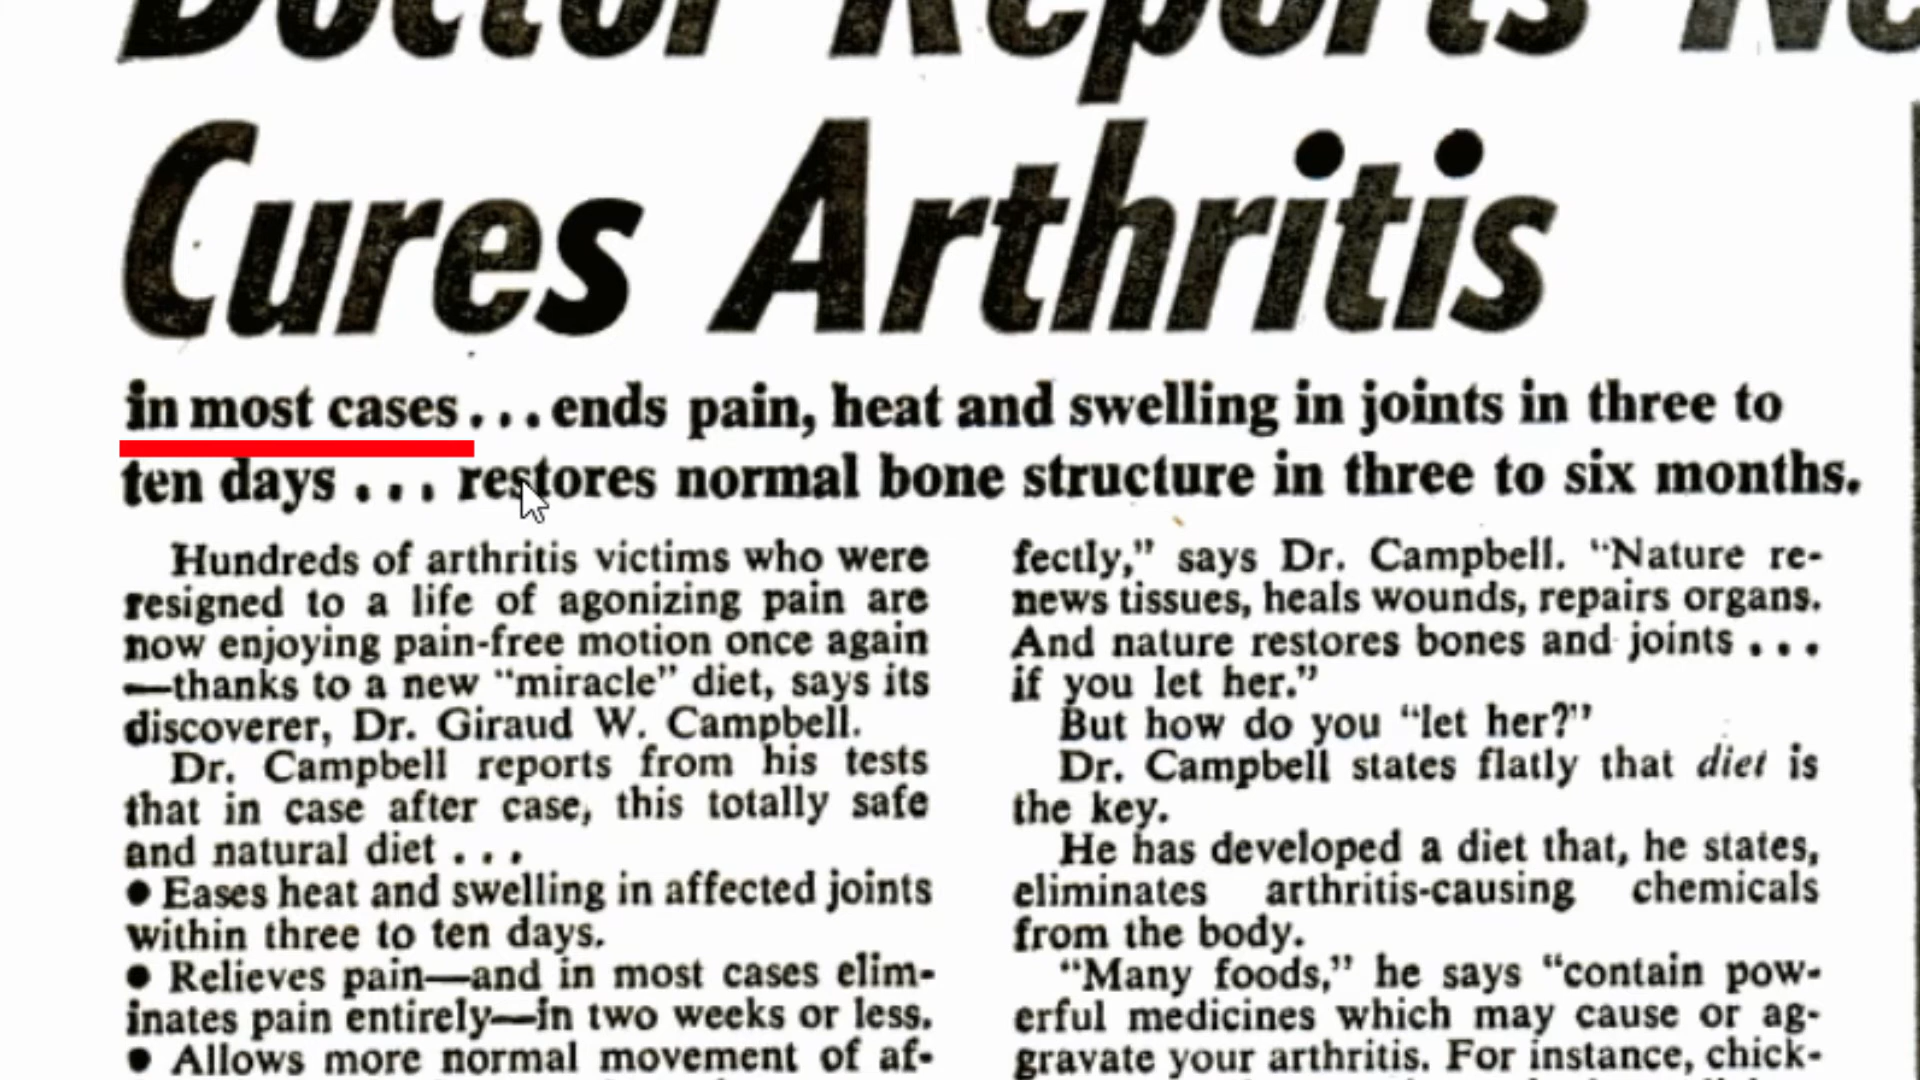 Doctor Reports Ne
Cures Arthritis
in most cases...ends pain, heat and swelling in joints in three to
ten days... restores normal bone structure in three to six months.
Hundreds of arthritis victims who were
resigned to a life of agonizing pain are
now enjoying pain-free motion once again
—thanks to a new “miracle” diet, says its
discoverer, Dr. Giraud W. Campbell.
Dr. Campbell reports from his tests
that in case after case, this totally safe
and natural diet...
● Eases heat and swelling in affected joints
within three to ten days.
● Relieves pain—and in most cases elim-
inates pain entirely—in two weeks or less.
● Allows more normal movement of af-
fectly,” says Dr. Campbell. “Nature re-
news tissues, heals wounds, repairs organs.
And nature restores bones and joints...
if you let her.”
But how do you “let her?”
Dr. Campbell states flatly that diet is
the key.
He has developed a diet that, he states,
eliminates arthritis-causing chemicals
from the body.
“Many foods,” he says “contain pow-
erful medicines which may cause or ag-
gravate your arthritis. For instance, chick-